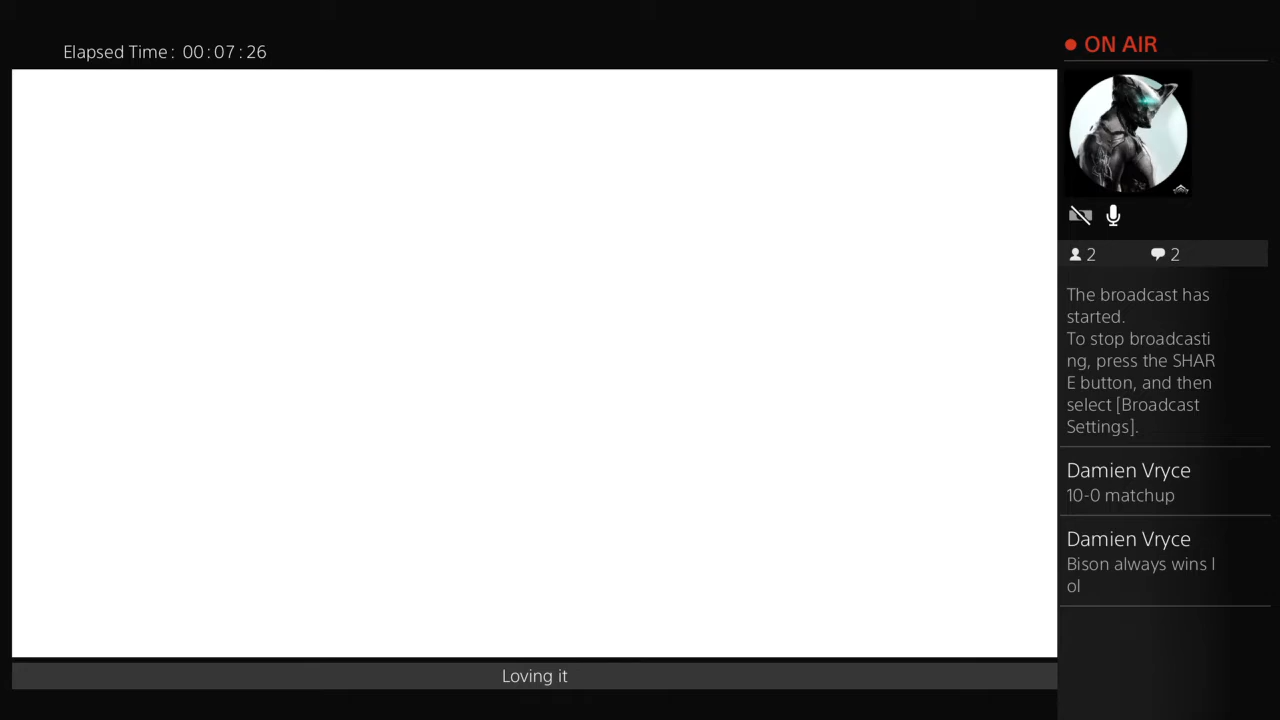 Elapsed Time: 00:07:26
ON AIR
2 2
The broadcast has
started.
To stop broadcasti
ng, press the SHAR
E button, and then
select [Broadcast
Settings].
Damien Vryce
10-0 matchup
Damien Vryce
Bison always wins l
ol
Loving it